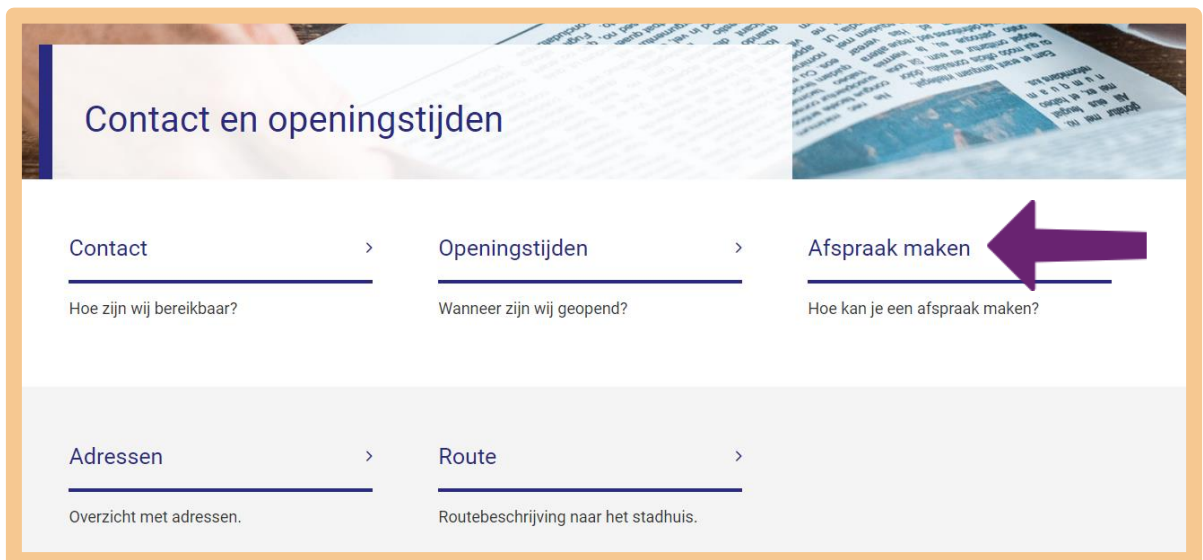 Contact en openingstijden
Contact
Openingstijden
Afspraak maken
Hoe zijn wij bereikbaar?
Wanneer zijn wij geopend?
Hoe kan je een afspraak maken?
Adressen
Route
Overzicht met adressen.
Routebeschrijving naar het stadhuis.